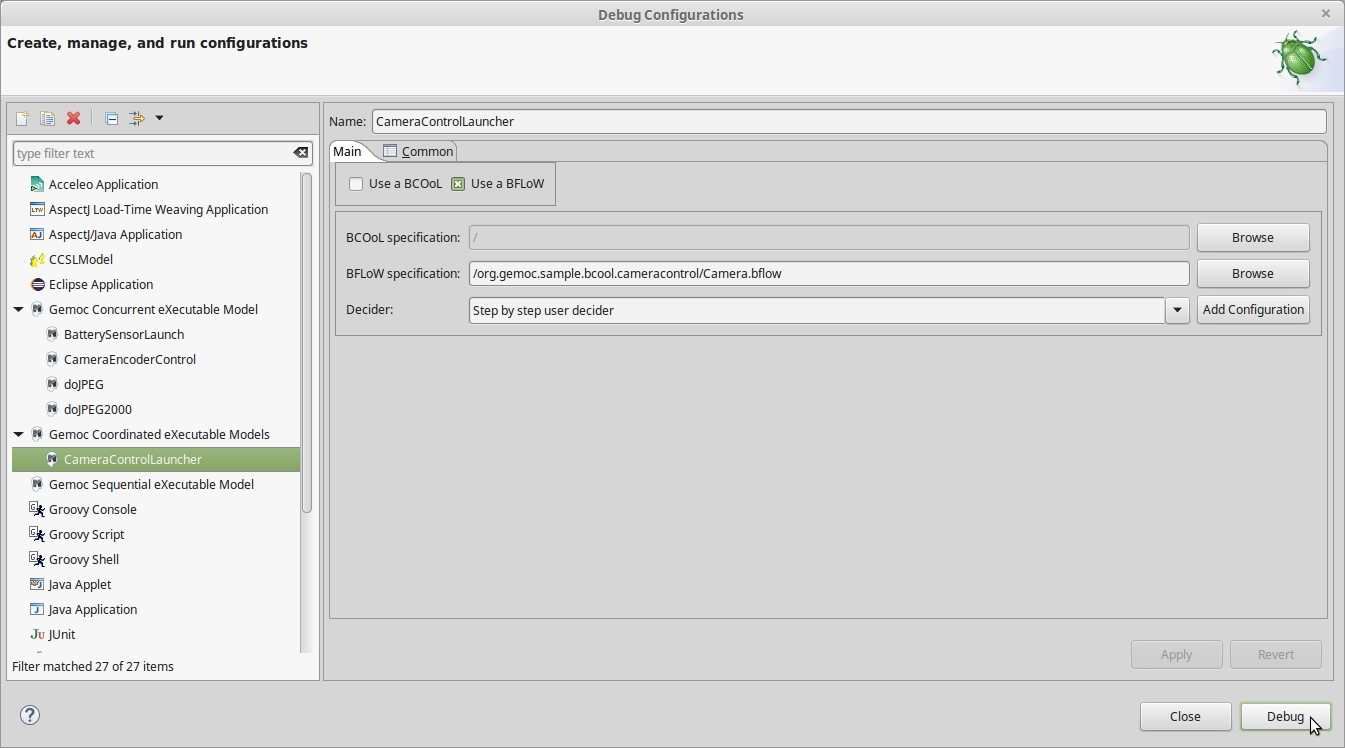 Debug Configurations
Create, manage, and run configurations
type filter text
Acceleo Application
AspectJ Load-Time Weaving Application
AspectJ/Java Application
CCSLModel
Eclipse Application
Gemoc Concurrent eXecutable Model
BatterySensorLaunch
CameraEncoderControl
doJPEG
doJPEG2000
Gemoc Coordinated eXecutable Models
CameraControlLauncher
Gemoc Sequential eXecutable Model
Groovy Console
Groovy Script
Groovy Shell
Java Applet
Java Application
JUnit
Filter matched 27 of 27 items
Name: CameraControlLauncher
Main Common
Use a BCOoL Use a BFLoW
BCOoL specification: / Browse
BFLoW specification: /org.gemoc.sample.bcool.cameracontrol/Camera.bflow Browse
Decider: Step by step user decider Add Configuration
Apply Revert
Close Debug